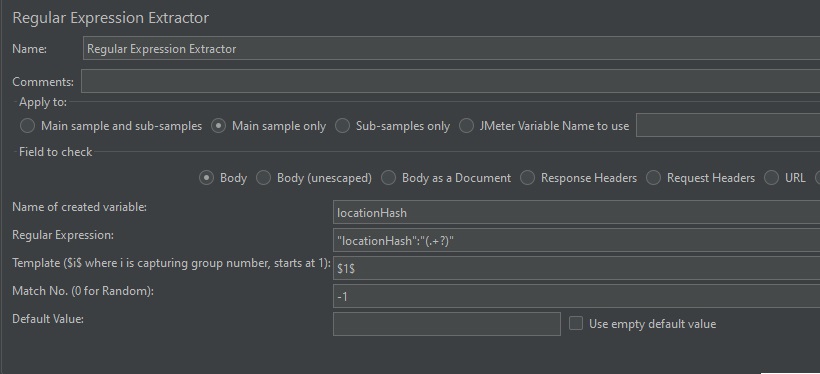 Regular Expression Extractor
Name: Regular Expression Extractor
Comments:
Apply to:
Main sample and sub-samples Main sample only Sub-samples only JMeter Variable Name to use
Field to check
Body Body (unescaped) Body as a Document Response Headers Request Headers URL
Name of created variable: locationHash
Regular Expression: "locationHash":"(.+?)"
Template ($i$ where i is capturing group number, starts at 1): $1$
Match No. (0 for Random): -1
Default Value: Use empty default value